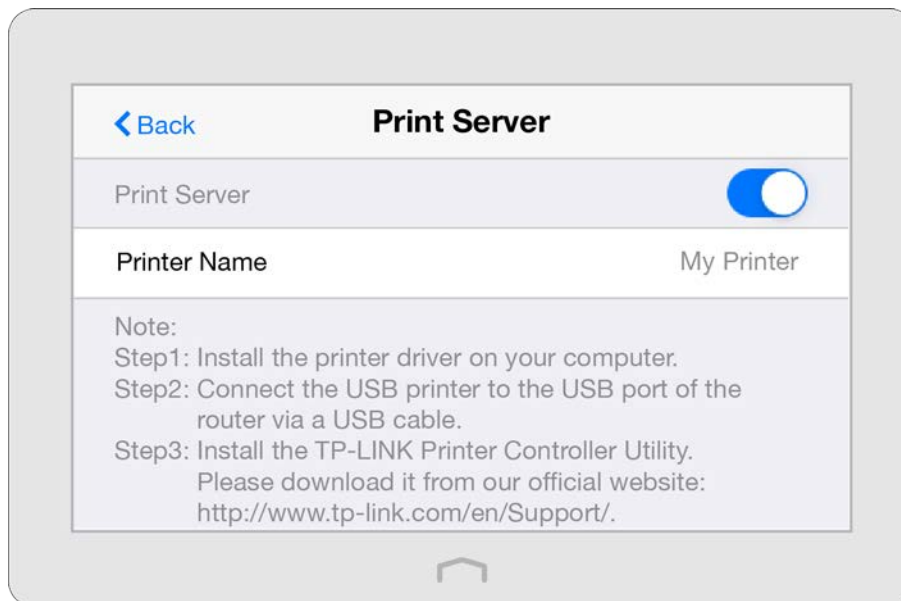 Back
Print Server
Print Server
Printer Name
My Printer
Note:
Step1: Install the printer driver on your computer.
Step2: Connect the USB printer to the USB port of the
router via a USB cable.
Step3: Install the TP-LINK Printer Controller Utility.
Please download it from our official website:
http://www.tp-link.com/en/Support/.